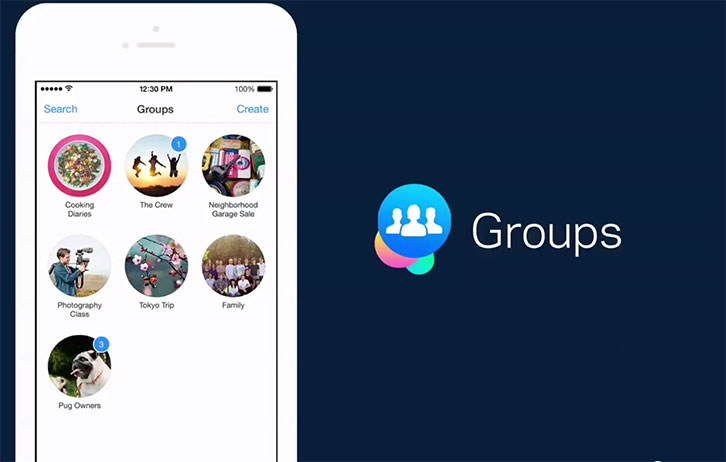 12:30 PM 100%
Search Groups Create
1
Cooking
Diaries
The Crew
Neighborhood
Garage Sale
Photography
Class
Tokyo Trip
Family
3
Pug Owners
Groups